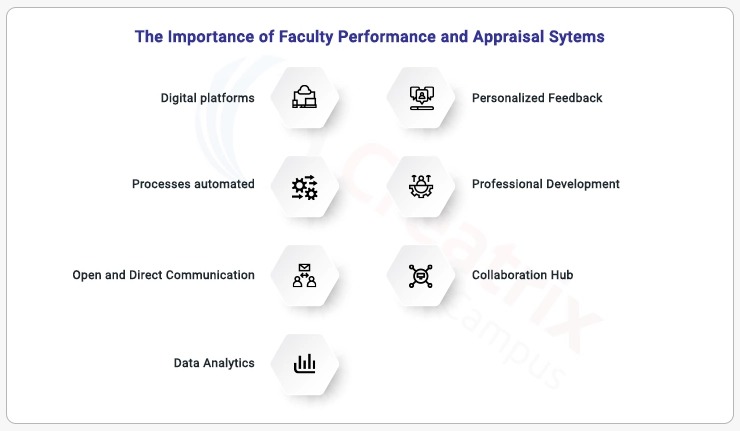 The Importance of Faculty Performance and Appraisal Sytems
Digital platforms
Personalized Feedback
Processes automated
Professional Development
Open and Direct Communication
Collaboration Hub
Data Analytics
Creatrix
campus